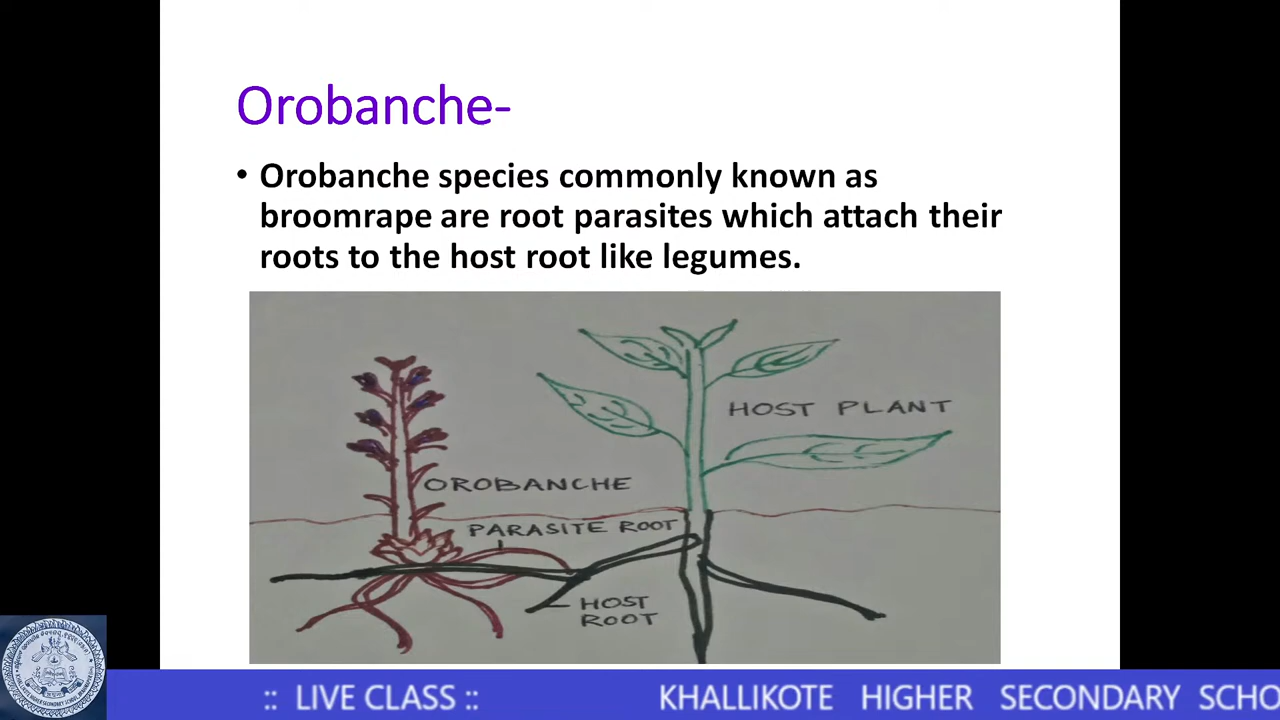 Orobanche-
• Orobanche species commonly known as
broomrape are root parasites which attach their
roots to the host root like legumes.
HOST PLANT
OROBANCHE
PARASITE ROOT
HOST
ROOT
:: LIVE CLASS :: KHALLIKOTE HIGHER SECONDARY SCHO